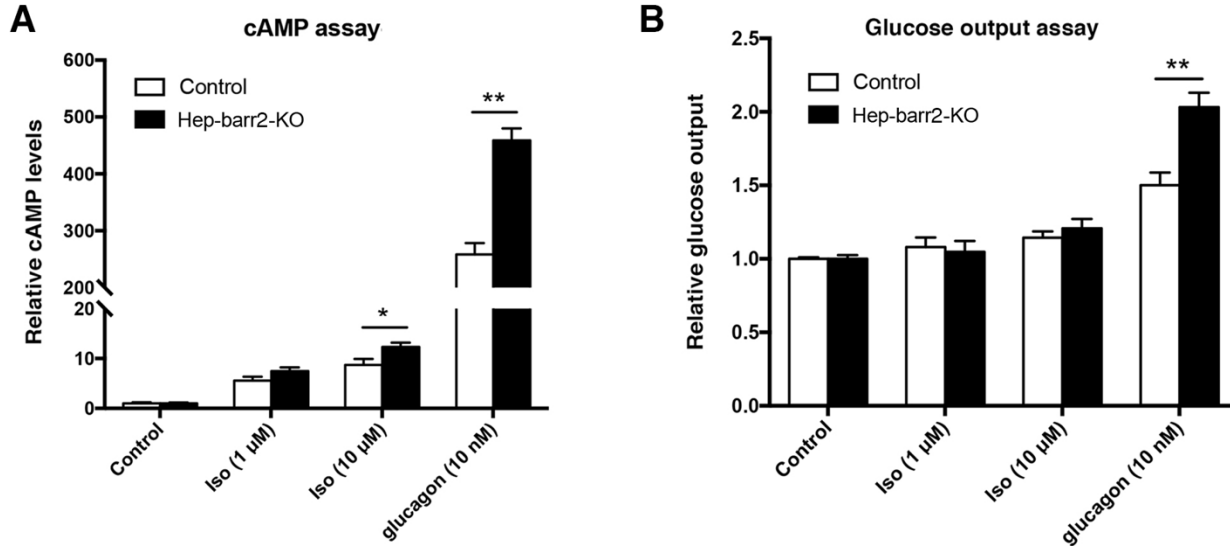 A
cAMP assay
Relative cAMP levels
600
500
400
300
200
20
10
0
Control
Hep-barr2-KO
*
**
Control
Iso (1 µM)
Iso (10 µM)
glucagon (10 nM)
B
Glucose output assay
Relative glucose output
2.5
2.0
1.5
1.0
0.5
0.0
Control
Hep-barr2-KO
**
Control
Iso (1 µM)
Iso (10 µM)
glucagon (10 nM)